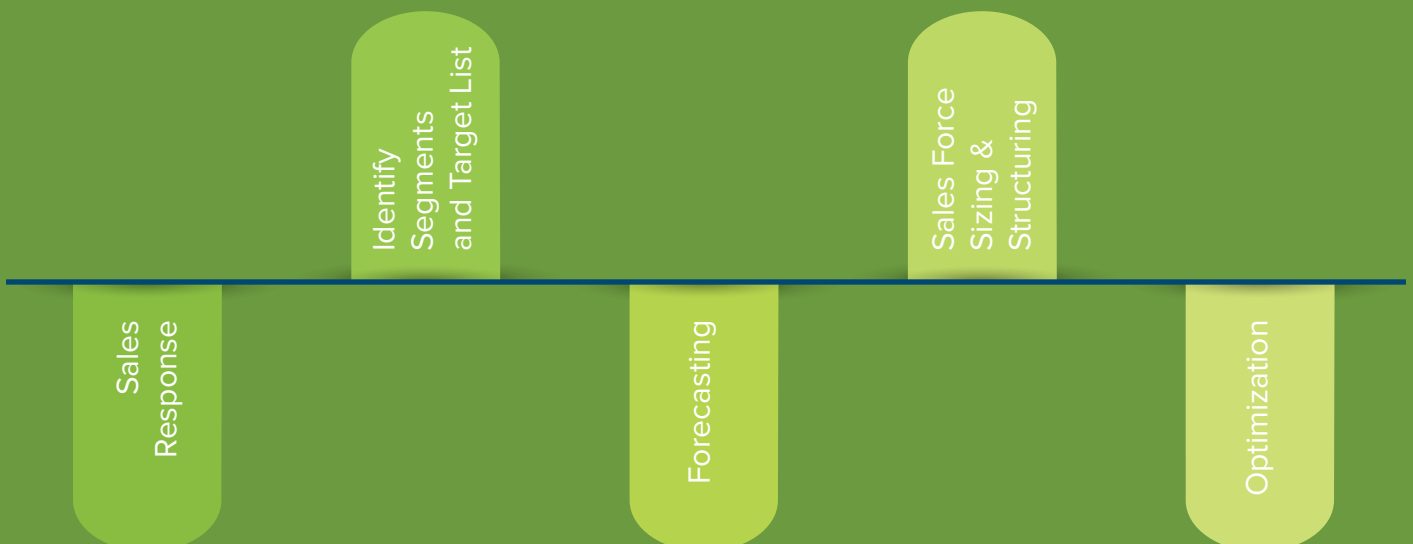 Sales
Response
Identify
Segments
and Target List
Forecasting
Sales Force
Sizing &
Structuring
Optimization